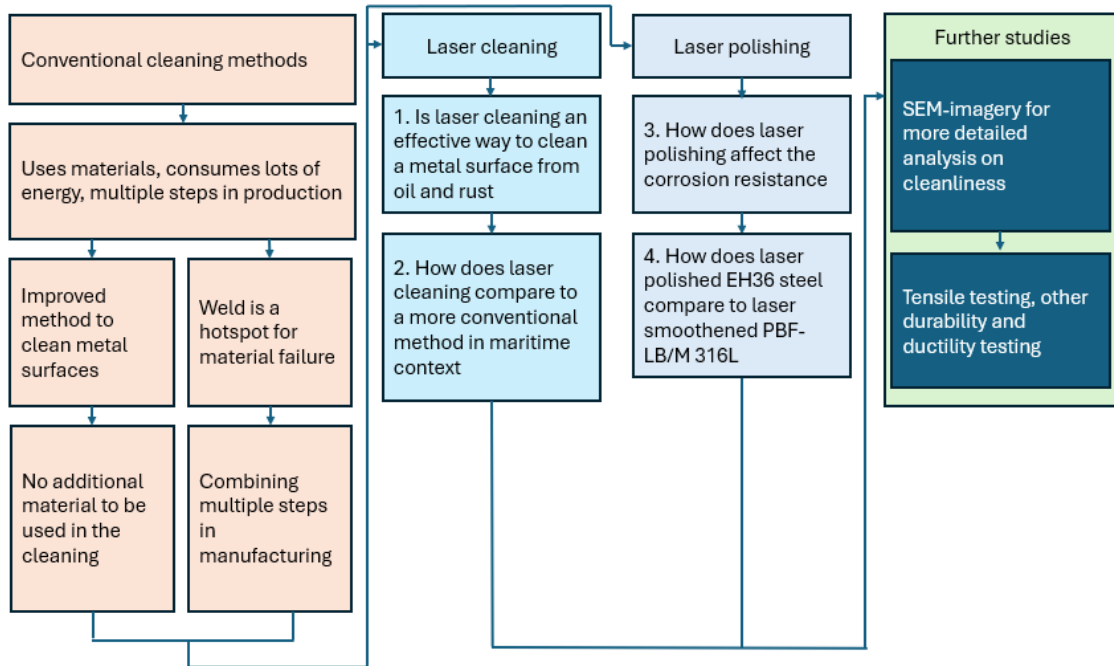 Conventional cleaning methods
Uses materials, consumes lots of
energy, multiple steps in production
Improved
method to
clean metal
surfaces
Weld is a
hotspot for
material failure
No additional
material to be
used in the
cleaning
Combining
multiple steps
in
manufacturing
Laser cleaning
1. Is laser cleaning an
effective way to clean
a metal surface from
oil and rust
2. How does laser
cleaning compare to
a more conventional
method in maritime
context
Laser polishing
3. How does laser
polishing affect the
corrosion resistance
4. How does laser
polished EH36 steel
compare to laser
smoothened PBF-
LB/M 316L
Further studies
SEM-imagery for
more detailed
analysis on
cleanliness
Tensile testing, other
durability and
ductility testing